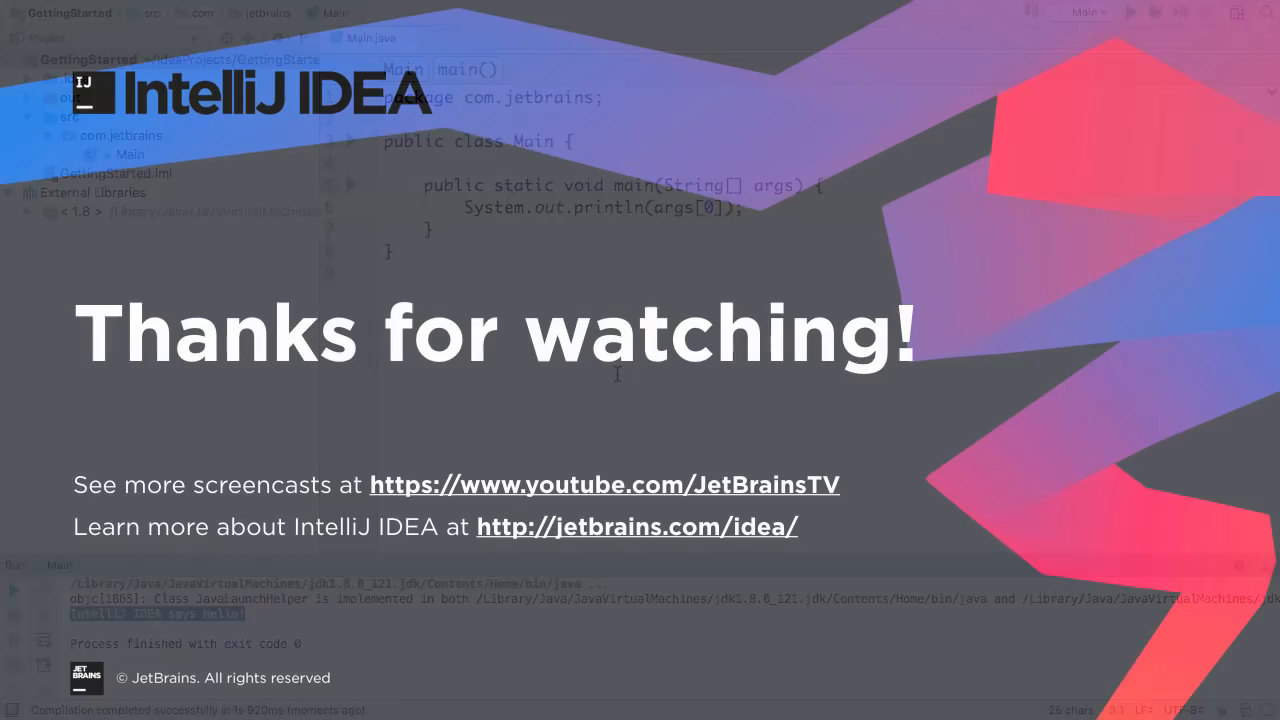 GettingStarted src com jetbrains Main Main
Project Main.java
GettingStarted ~/IdeaProjects/GettingStarte
IJ IntelliJ IDEA
Main main()
out
package com.jetbrains;
src
com.jetbrains
Main
public class Main {
GettingStarted.iml
External Libraries
public static void main(String[] args) {
< 1.8 > /Library/Java/JavaVirtualMachines
System.out.println(args[0]);
}
}
Thanks for watching!
See more screencasts at https://www.youtube.com/JetBrainsTV
Learn more about IntelliJ IDEA at http://jetbrains.com/idea/
Run Main
/Library/Java/JavaVirtualMachines/jdk1.8.0_121.jdk/Contents/Home/bin/java ...
objc[1865]: Class JavaLaunchHelper is implemented in both /Library/Java/JavaVirtualMachines/jdk1.8.0_121.jdk/Contents/Home/bin/java and /Library/Java/JavaVirtualMachines/jdk
IntelliJ IDEA says Hello!
Process finished with exit code 0
JET
BRAINS
© JetBrains. All rights reserved
Compilation completed successfully in 1s 920ms (moments ago) 25 chars 3:1 LF UTF-8